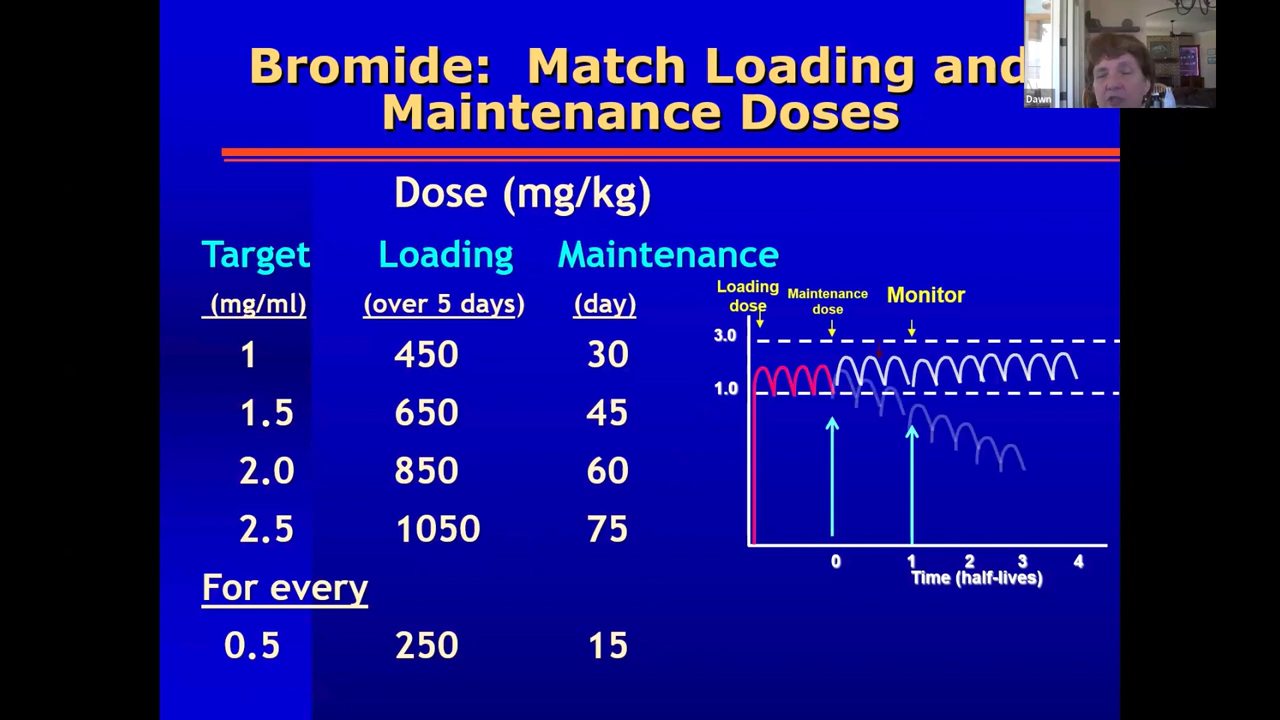 Bromide: Match Loading and
Maintenance Doses
Dawn
Dose (mg/kg)
Target Loading Maintenance
(mg/ml) (over 5 days) (day)
1 450 30
1.5 650 45
2.0 850 60
2.5 1050 75
For every
0.5 250 15
Loading
dose
Maintenance
dose
Monitor
3.0
1.0
0 1 2 3 4
Time (half-lives)